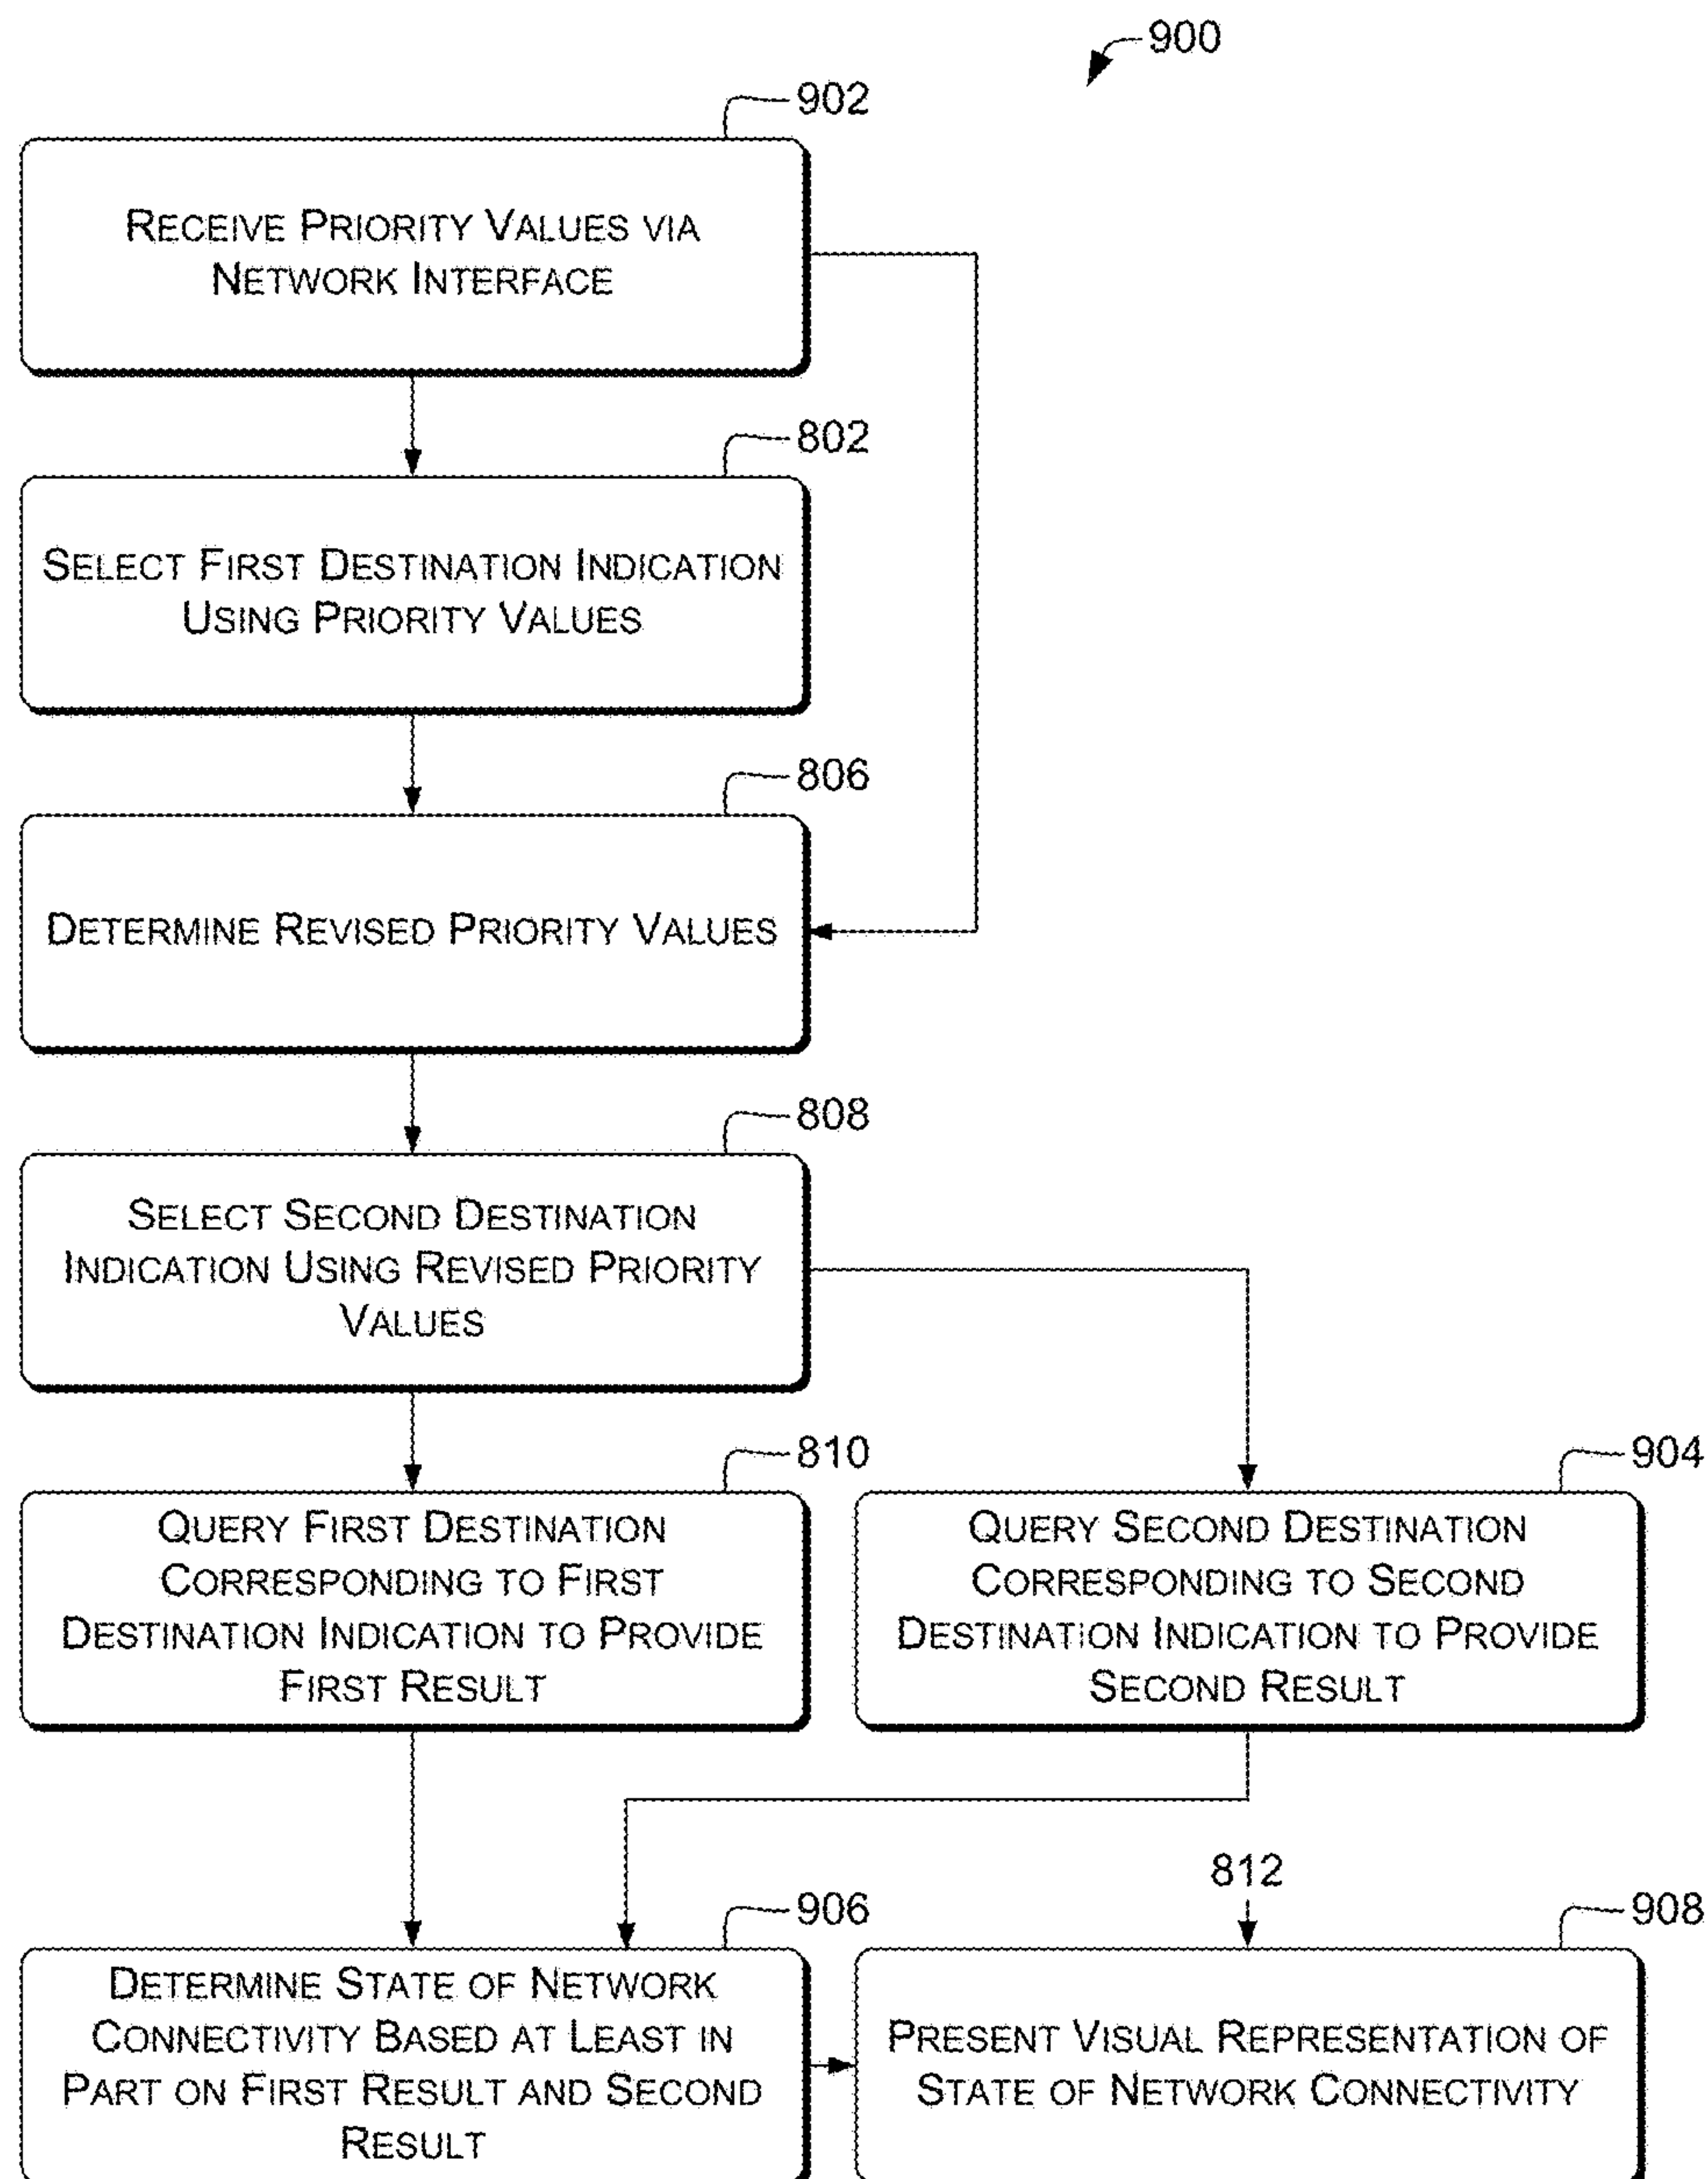 900
902
RECEIVE PRIORITY VALUES VIA
NETWORK INTERFACE
802
SELECT FIRST DESTINATION INDICATION
USING PRIORITY VALUES
806
DETERMINE REVISED PRIORITY VALUES
808
SELECT SECOND DESTINATION
INDICATION USING REVISED PRIORITY
VALUES
810
QUERY FIRST DESTINATION
CORRESPONDING TO FIRST
DESTINATION INDICATION TO PROVIDE
FIRST RESULT
904
QUERY SECOND DESTINATION
CORRESPONDING TO SECOND
DESTINATION INDICATION TO PROVIDE
SECOND RESULT
906
DETERMINE STATE OF NETWORK
CONNECTIVITY BASED AT LEAST IN
PART ON FIRST RESULT AND SECOND
RESULT
812
908
PRESENT VISUAL REPRESENTATION OF
STATE OF NETWORK CONNECTIVITY